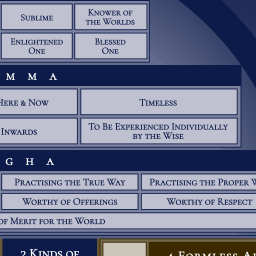 Sublime
Knower of
the Worlds
Enlightened
One
Blessed
One
M M A
Here & Now
Timeless
Inwards
To Be Experienced Individually
by the Wise
G H A
Practising the True Way
Practising the Proper W
Worthy of Offerings
Worthy of Respect
of Merit for the World
2 Kinds of
4 Formless